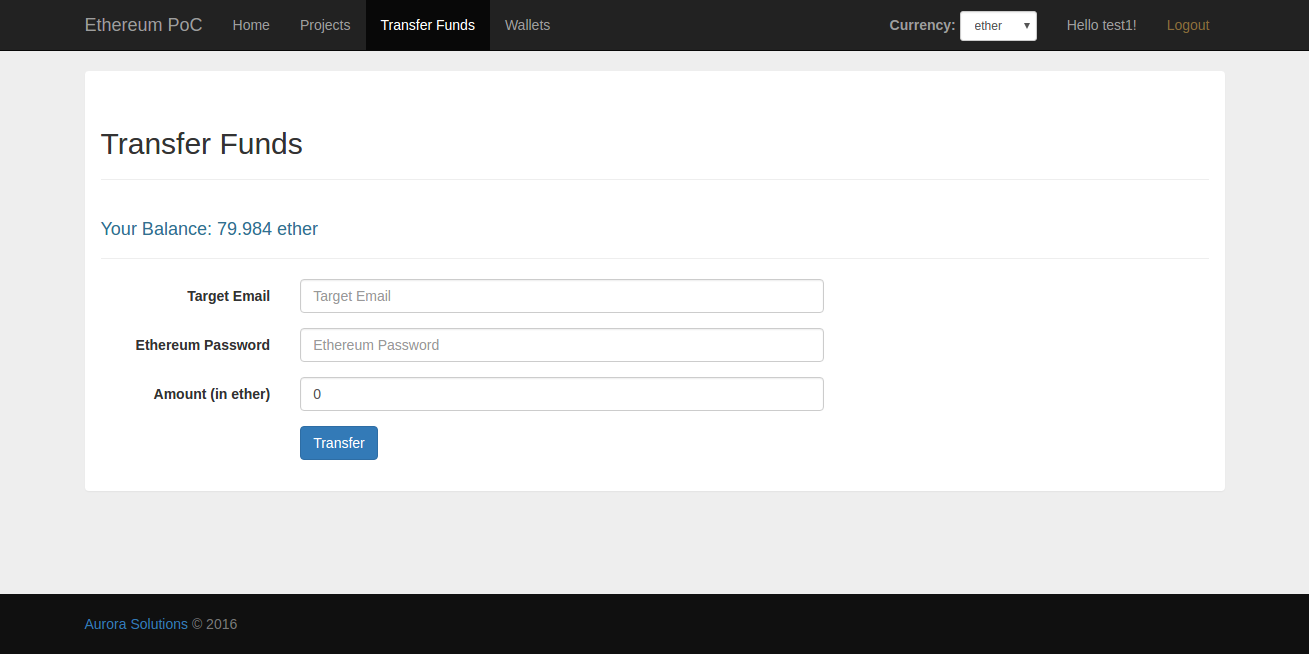 Ethereum PoC Home Projects Transfer Funds Wallets Currency: ether Hello test1! Logout
Transfer Funds
Your Balance: 79.984 ether
Target Email Target Email
Ethereum Password Ethereum Password
Amount (in ether) 0
Transfer
Aurora Solutions © 2016